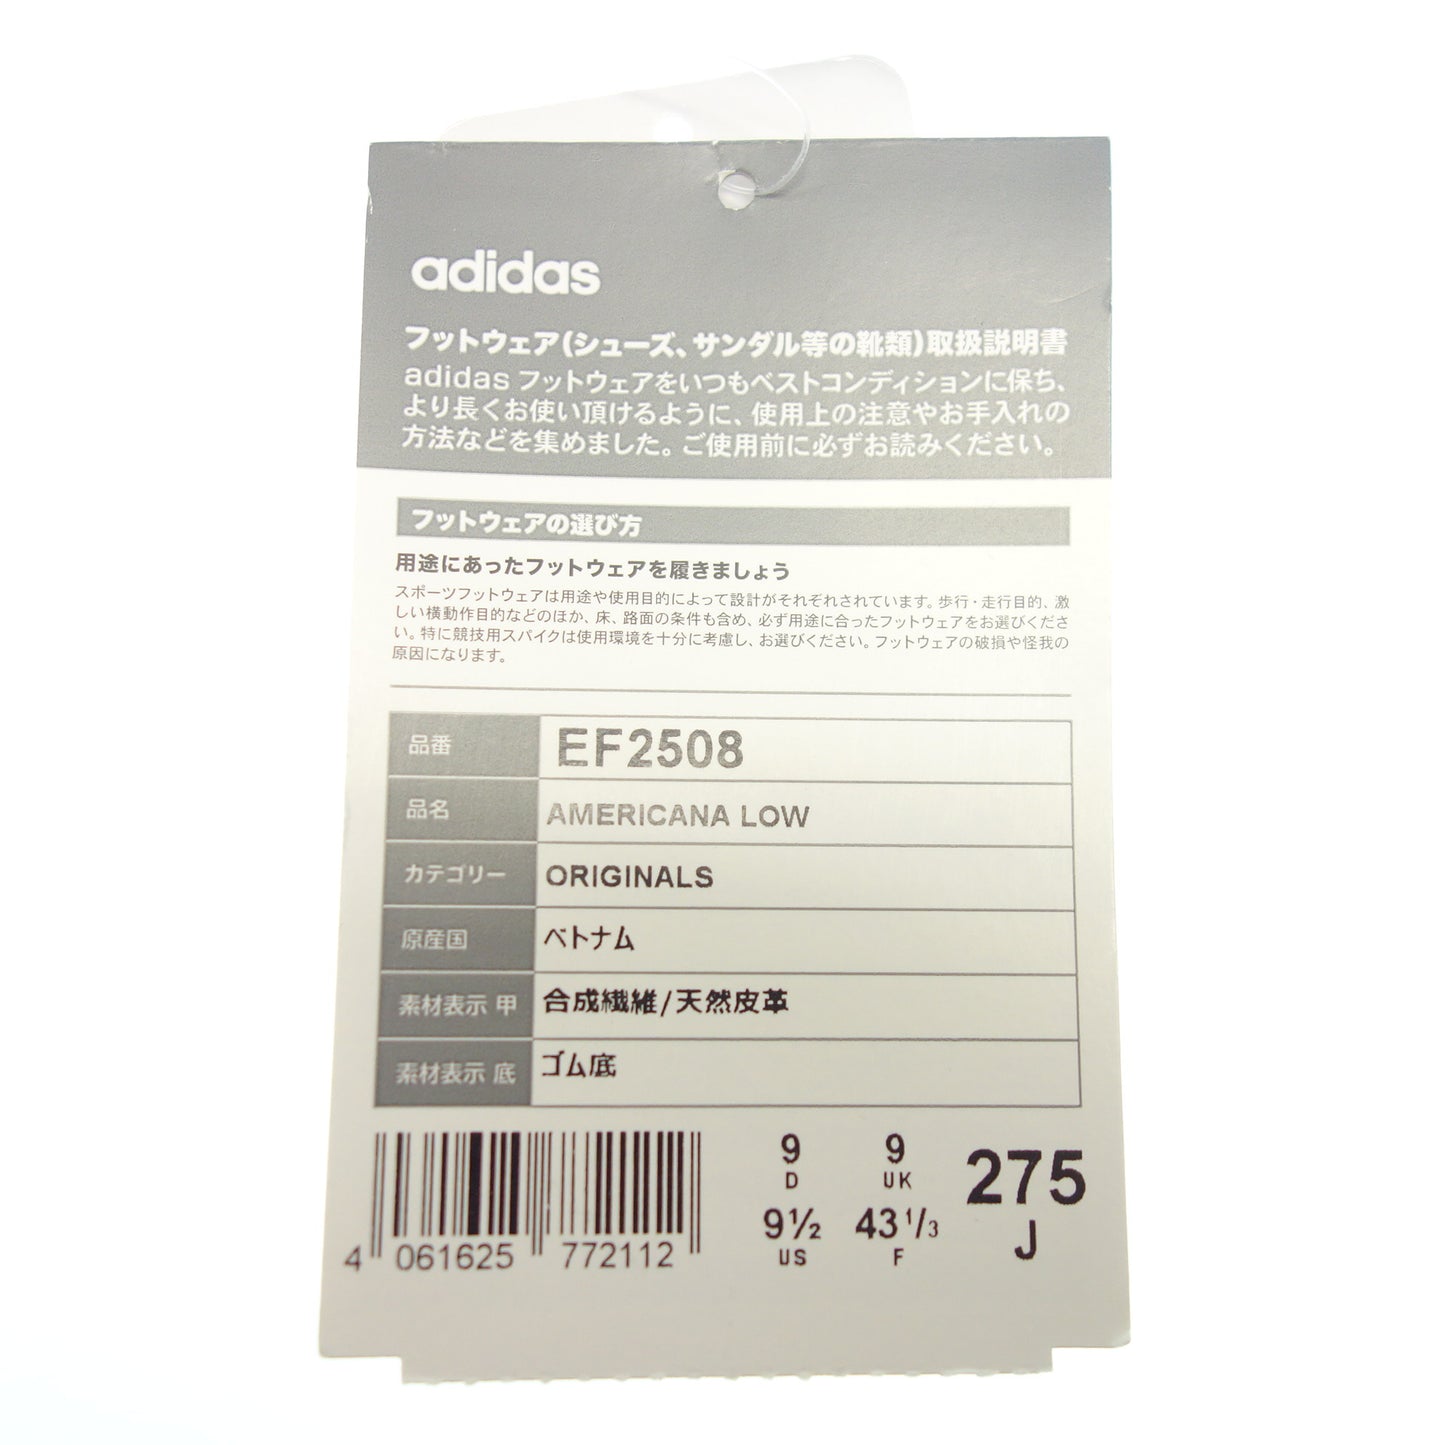 adidas
フットウェア(シューズ、サンダル等の靴類)取扱説明書
adidas フットウェアをいつもベストコンディションに保ち、
より長くお使い頂けるように、使用上の注意やお手入れの
方法などを集めました。ご使用前に必ずお読みください。
フットウェアの選び方
用途にあったフットウェアを履きましょう
スポーツフットウェアは用途や使用目的によって設計がそれぞれされています。歩行・走行目的、激
しい横動作目的などのほか、床、路面の条件も含め、必ず用途に合ったフットウェアをお選びくださ
い。特に競技用スパイクは使用環境を十分に考慮し、お選びください。フットウェアの破損や怪我の
原因になります。
品番 EF2508
品名 AMERICANA LOW
カテゴリー ORIGINALS
原産国 ベトナム
素材表示 甲 合成繊維/天然皮革
素材表示 底 ゴム底
9 9 275
D UK
9½ 43 1/3 J
US F
4 061625 772112